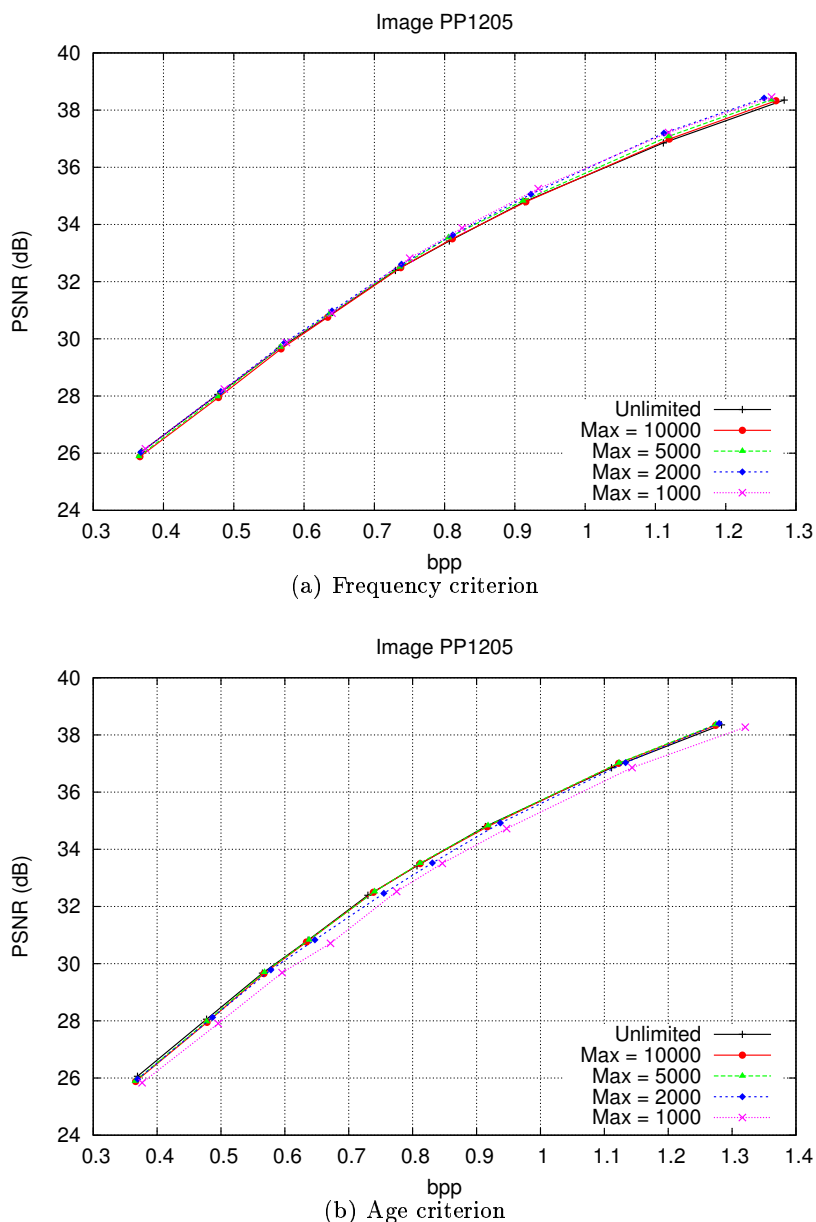 Image PP1205
40
38
36
34
32
30
28
26
24
PSNR (dB)
Unlimited
Max = 10000
Max = 5000
Max = 2000
Max = 1000
0.3 0.4 0.5 0.6 0.7 0.8 0.9 1 1.1 1.2 1.3
bpp
(a) Frequency criterion
Image PP1205
40
38
36
34
32
30
28
26
24
PSNR (dB)
Unlimited
Max = 10000
Max = 5000
Max = 2000
Max = 1000
0.3 0.4 0.5 0.6 0.7 0.8 0.9 1 1.1 1.2 1.3 1.4
bpp
(b) Age criterion